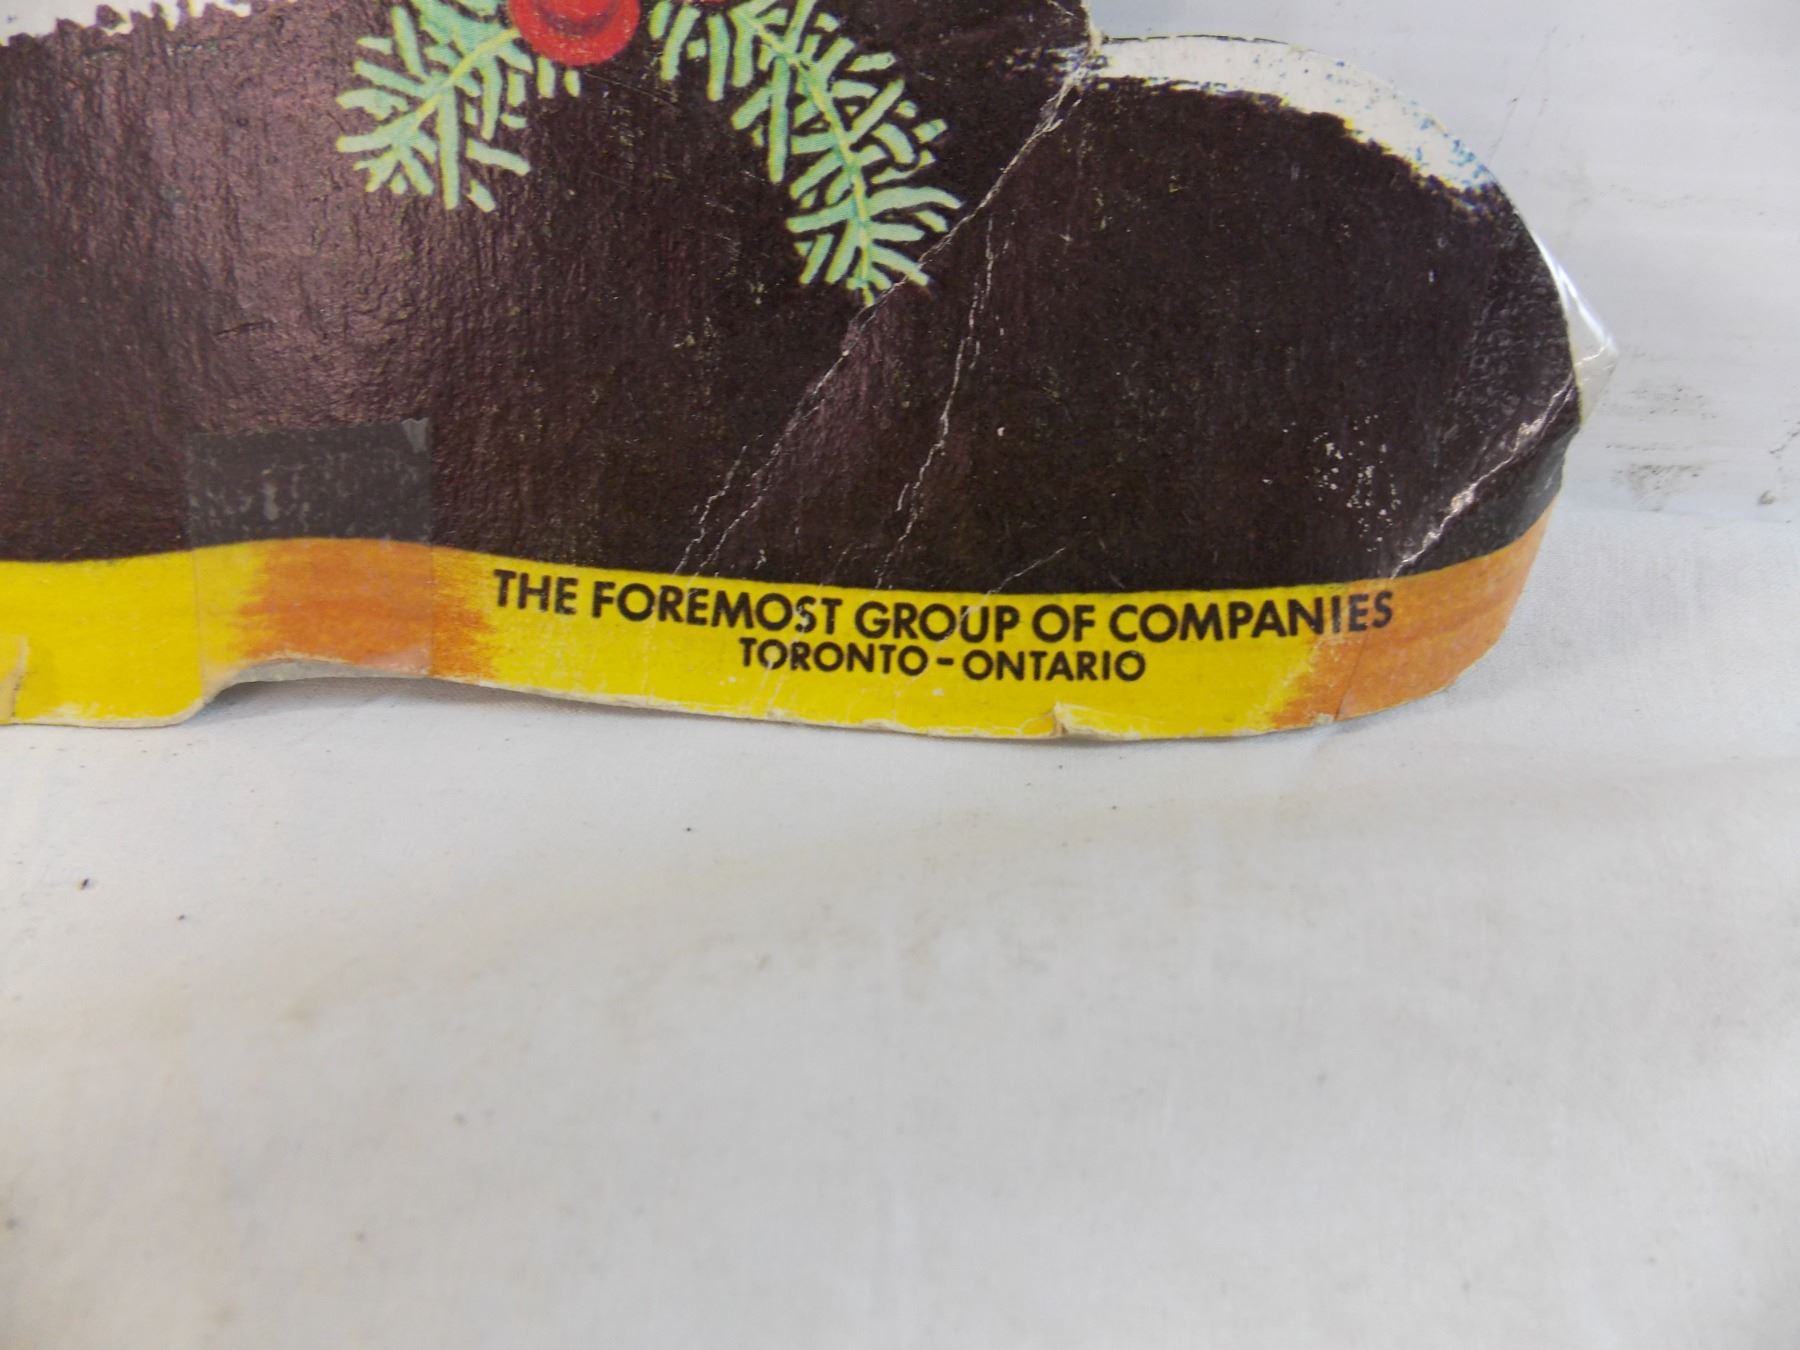 THE FOREMOST GROUP OF COMPANIES
TORONTO - ONTARIO